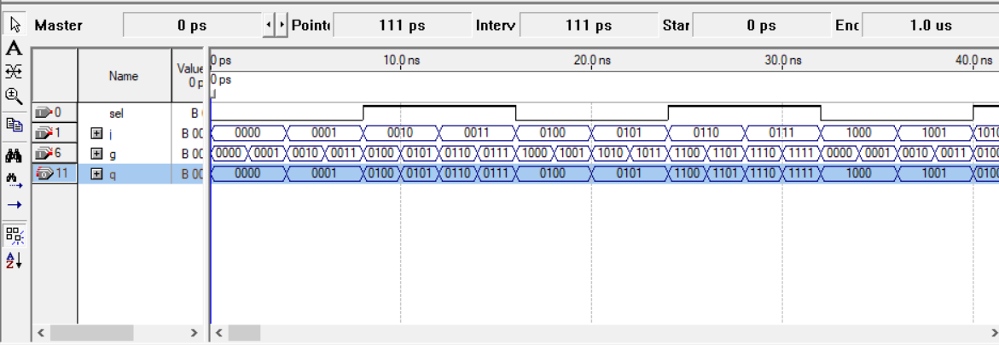 Master 0 ps Point 111 ps Interv 111 ps Star 0 ps End 1.0 us
A
Name Value 0 p 0 ps 10.0 ns 20.0 ns 30.0 ns 40.0 ns
0 ps
0 sel B
1 i B 00 0000 0001 0010 0011 0100 0101 0110 0111 1000 1001 1010
6 g B 00 0000 0001 0010 0011 0100 0101 0110 0111 1000 1001 1010 1011 1100 1101 1110 1111 0000 0001 0010 0011 0100
11 q B 00 0000 0001 0100 0101 0110 0111 0100 0101 1100 1101 1110 1111 1000 1001 0100
A
Z